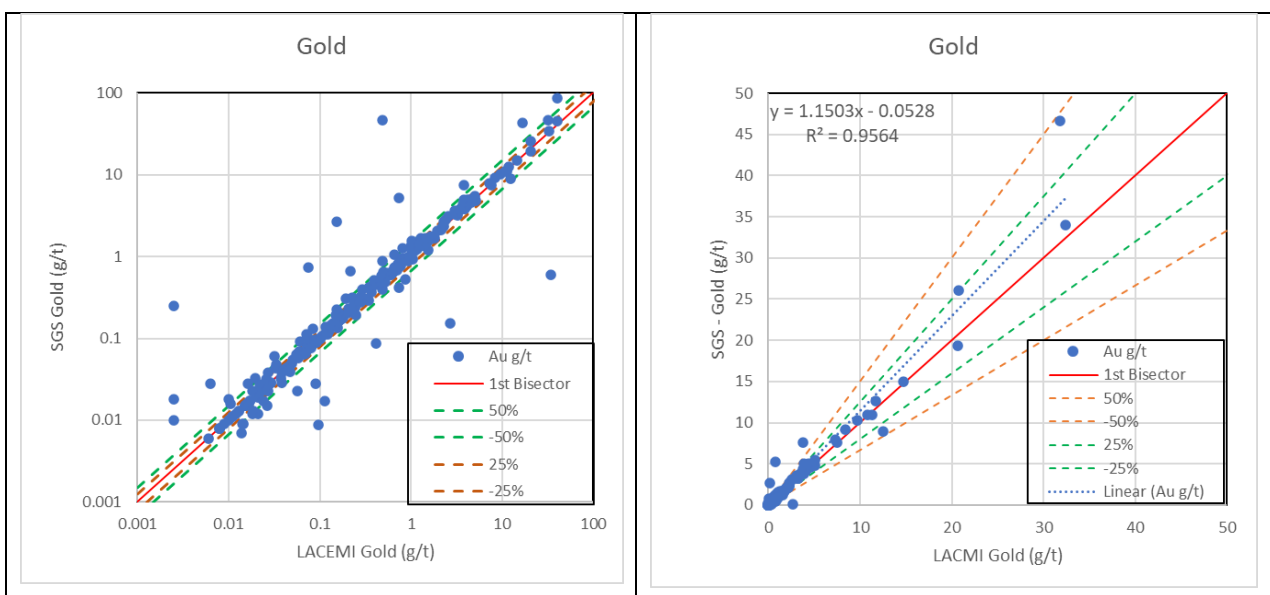 Gold
100
10
1
0.1
0.01
0.001
SGS Gold (g/t)
Au g/t
1st Bisector
50%
-50%
25%
-25%
0.001 0.01 0.1 1 10 100
LACEMI Gold (g/t)
Gold
y = 1.1503x - 0.0528
R² = 0.9564
50
45
40
35
30
25
20
15
10
5
0
SGS - Gold (g/t)
Au g/t
1st Bisector
50%
-50%
25%
-25%
Linear (Au g/t)
0 10 20 30 40 50
LACMI Gold (g/t)